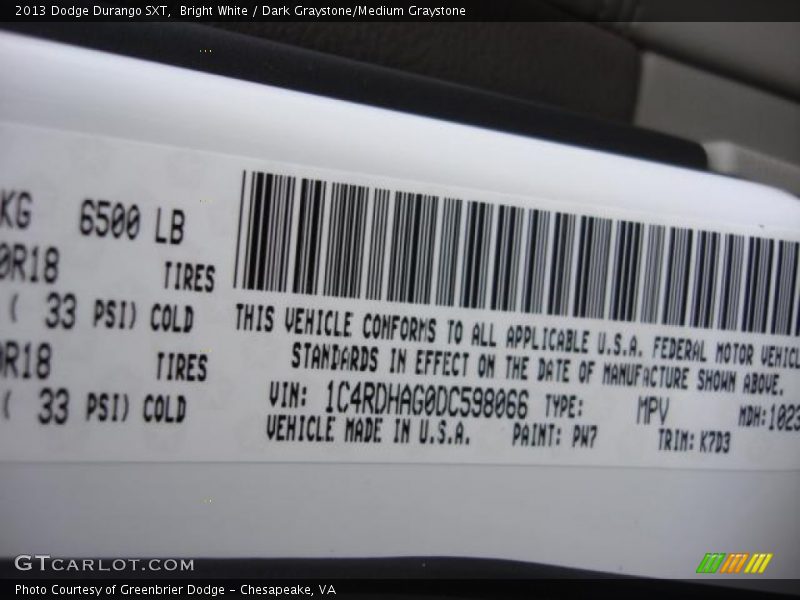 2013 Dodge Durango SXT, Bright White / Dark Graystone/Medium Graystone
KG 6500 LB
0R18 TIRES
( 33 PSI) COLD
0R18 TIRES
( 33 PSI) COLD
THIS VEHICLE CONFORMS TO ALL APPLICABLE U.S.A. FEDERAL MOTOR VEHICL
STANDARDS IN EFFECT ON THE DATE OF MANUFACTURE SHOWN ABOVE.
VIN: 1C4RDHAG0DC598066 TYPE: MPV MDH:1023
VEHICLE MADE IN U.S.A. PAINT: PW7 TRIM: K7D3
GTCARLOT.COM
Photo Courtesy of Greenbrier Dodge - Chesapeake, VA